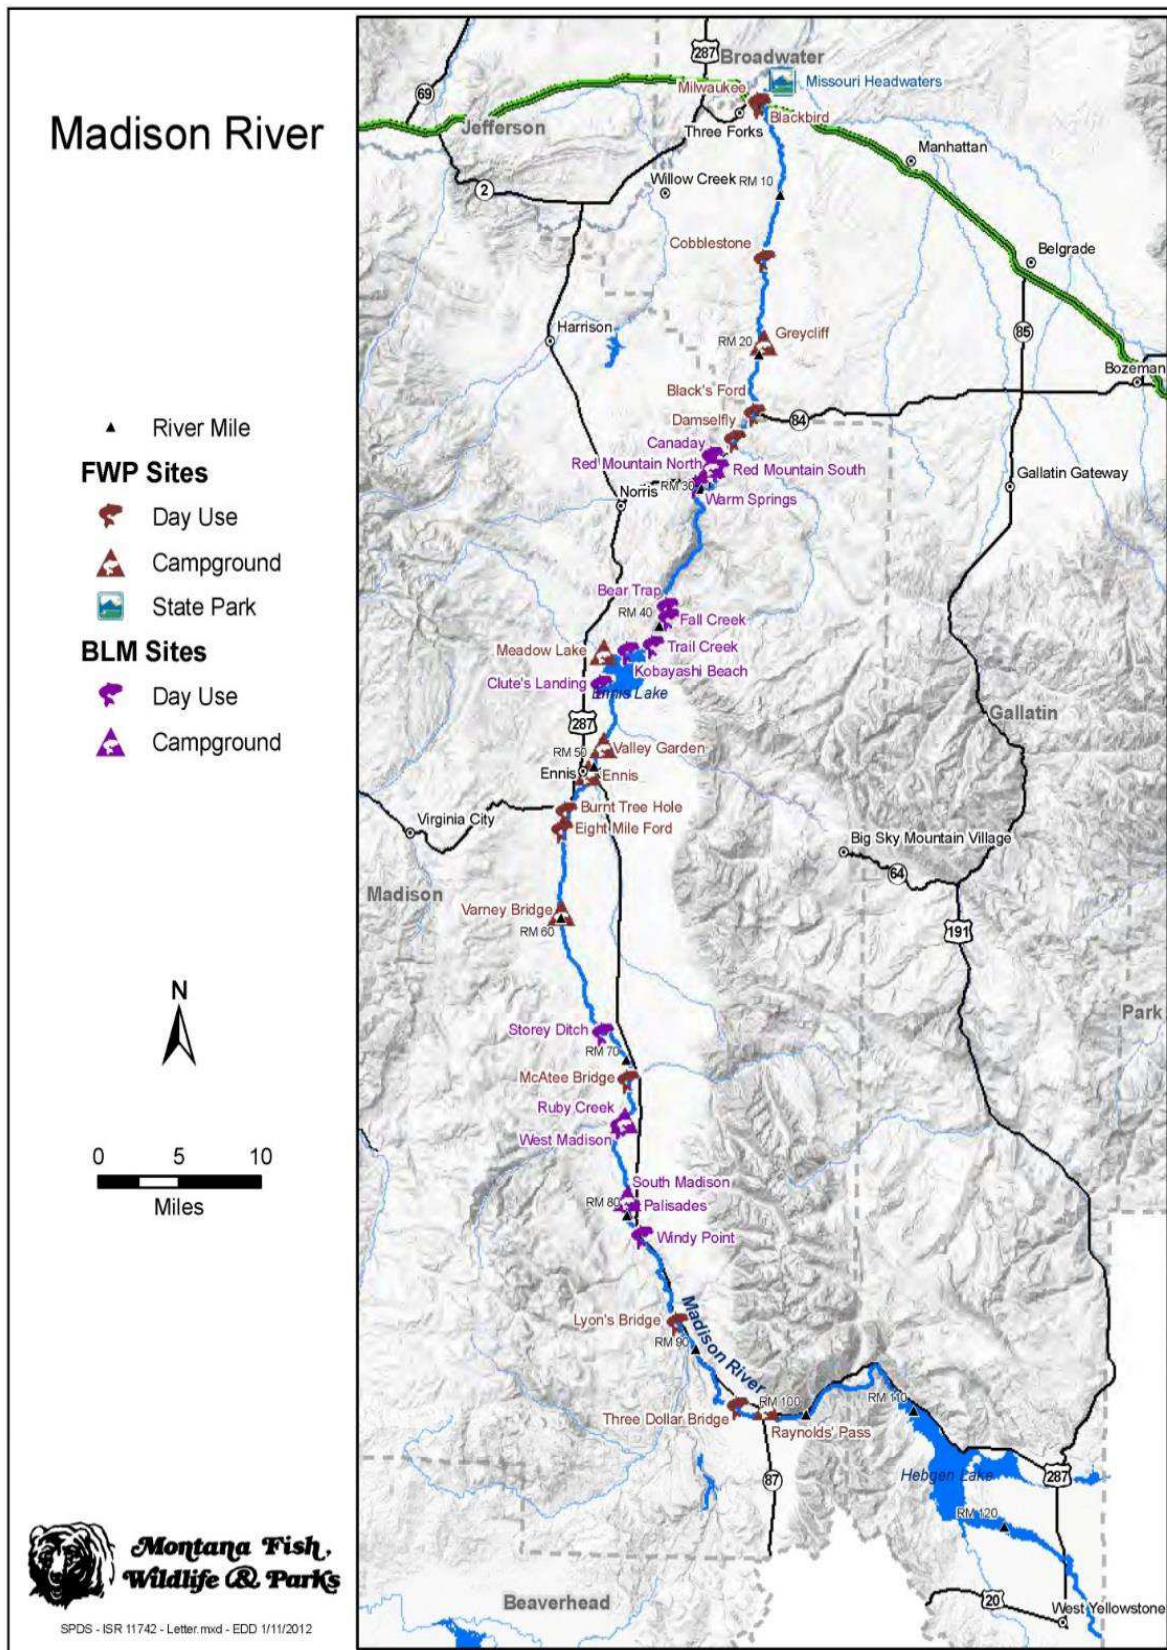 Madison River
River Mile
FWP Sites
Day Use
Campground
State Park
BLM Sites
Day Use
Campground
N
0 5 10
Miles
Montana Fish,
Wildlife & Parks
SPDS - ISR 11742 - Letter.mxd - EDD 1/11/2012
287
Broadwater
Missouri Headwaters
Milwaukee
69
Blackbird
Jefferson
Three Forks
Manhattan
Willow Creek
RM 10
2
Cobblestone
Belgrade
Harrison
Greycliff
RM 20
85
Bozeman
Black's Ford
Damselfly
84
Canaday
Red Mountain North
Red Mountain South
Gallatin Gateway
RM 30
Norris
Warm Springs
Bear Trap
RM 40
Fall Creek
Meadow Lake
Trail Creek
Kobayashi Beach
Clute's Landing
Ennis Lake
287
Gallatin
RM 50
Valley Garden
Ennis
Ennis
Burnt Tree Hole
Virginia City
Eight Mile Ford
Big Sky Mountain Village
64
Madison
Varney Bridge
RM 60
191
Park
Storey Ditch
RM 70
McAtee Bridge
Ruby Creek
West Madison
South Madison
RM 80
Palisades
Windy Point
Madison River
Lyon's Bridge
RM 90
RM 100
RM 110
Three Dollar Bridge
Raynolds' Pass
87
Hebgen Lake
287
RM 120
Beaverhead
20
West Yellowstone